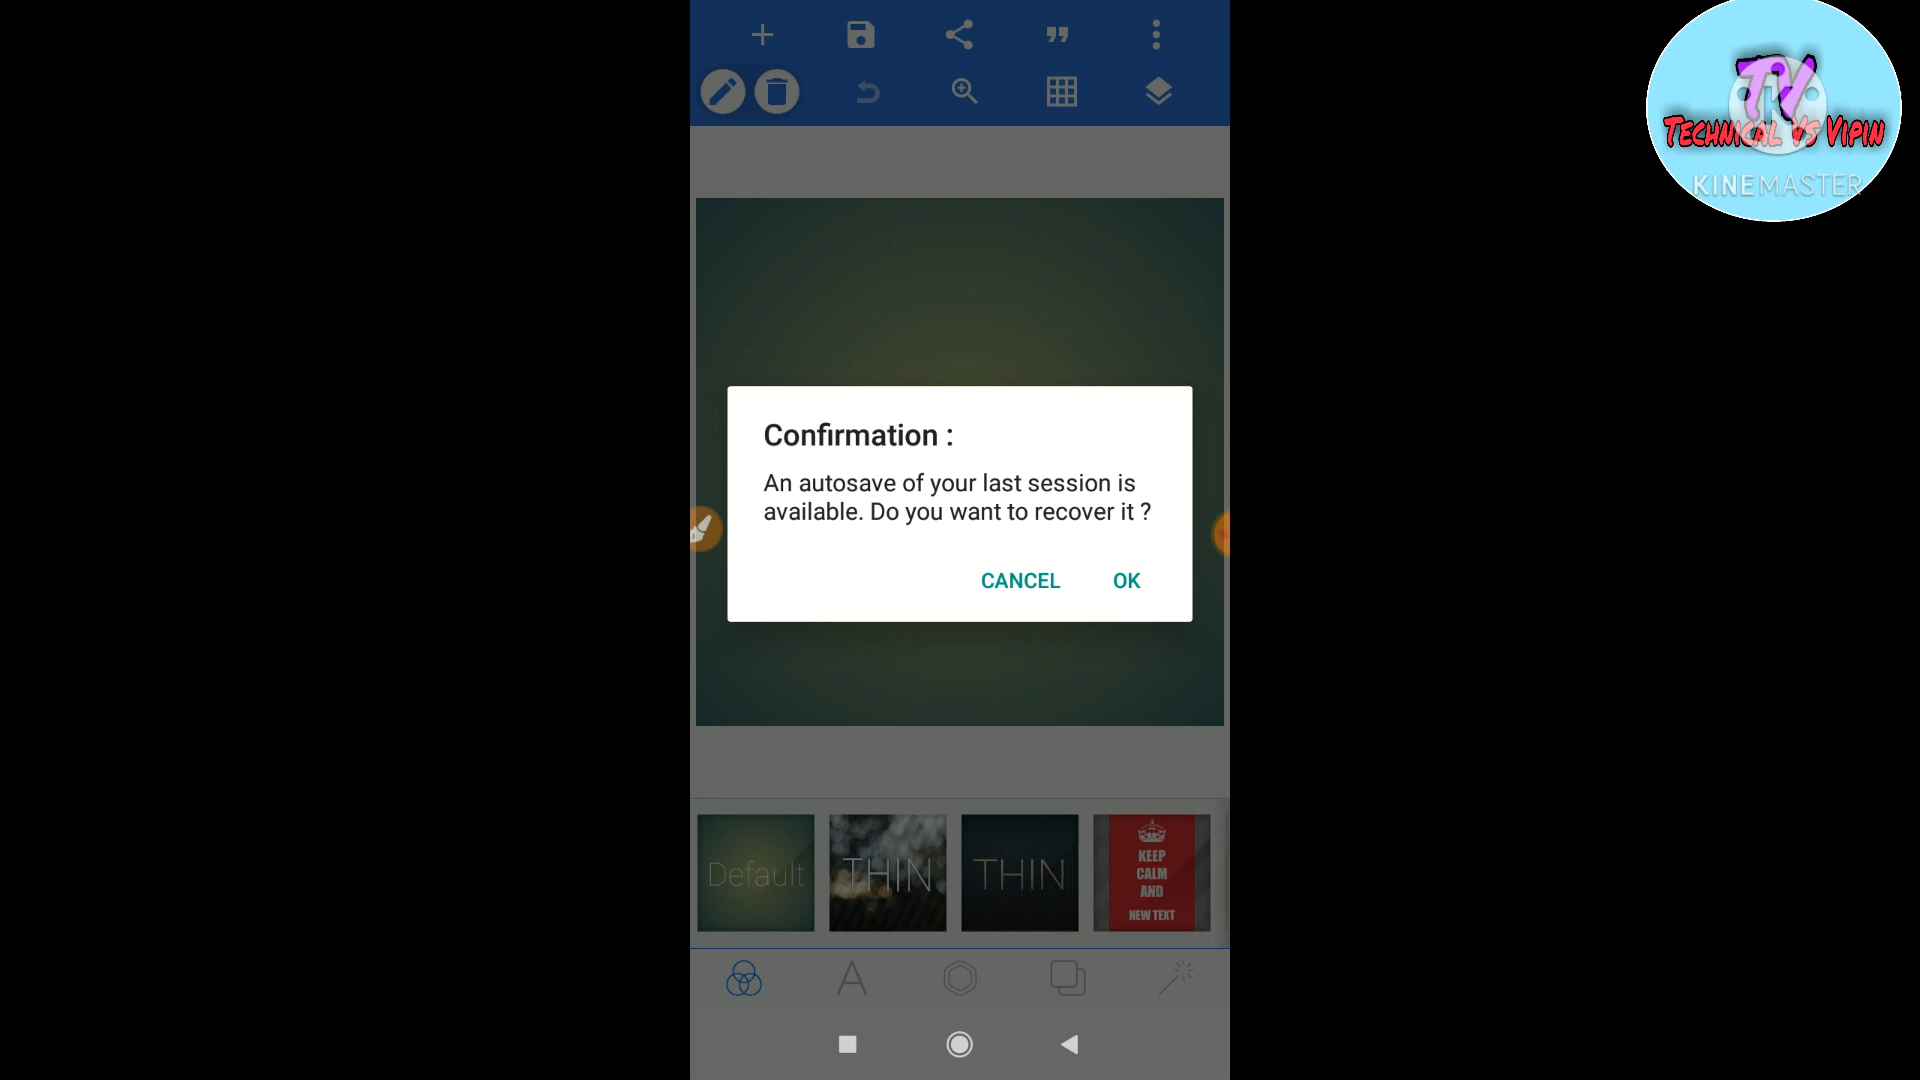 TV
TECHNICAL VS VIPIN
KINEMASTER
Confirmation :
An autosave of your last session is
available. Do you want to recover it ?
CANCEL OK
Default
THIN
THIN
KEEP
CALM
AND
NEW TEXT